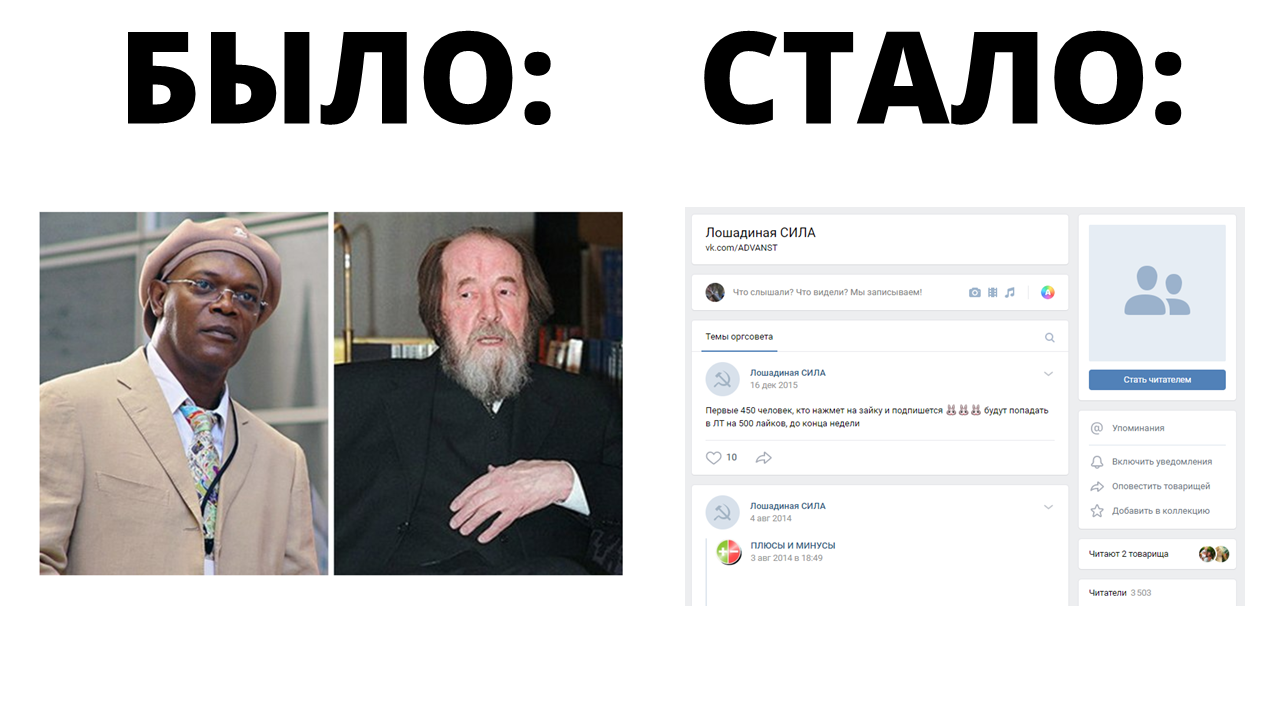 БЫЛО:
СТАЛО:
Лошадиная СИЛА
vk.com/ADVANST
Что слышали? Что видели? Мы записываем!
Темы оргсовета
Лошадиная СИЛА
16 дек 2015
Первые 450 человек, кто нажмет на зайку и подпишется 🐰🐰🐰 будут попадать
в ЛТ на 500 лайков, до конца недели
10
Лошадиная СИЛА
4 авг 2014
ПЛЮСЫ И МИНУСЫ
3 авг 2014 в 18:49
Стать читателем
Упоминания
Включить уведомления
Оповестить товарищей
Добавить в коллекцию
Читают 2 товарища
Читатели 3 503